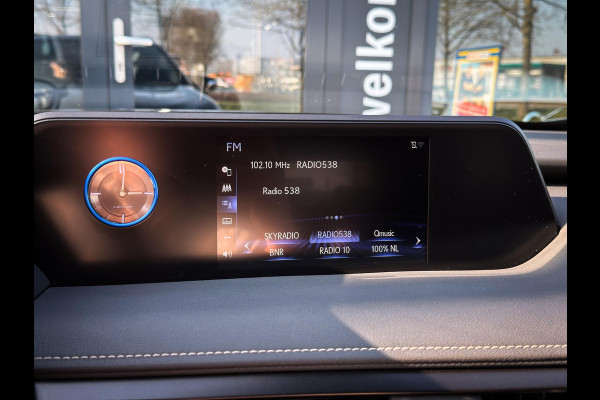 welkom
FM
102.10 MHz RADIO538
Radio 538
SKYRADIO RADIO538 Qmusic
BNR RADIO 10 100% NL